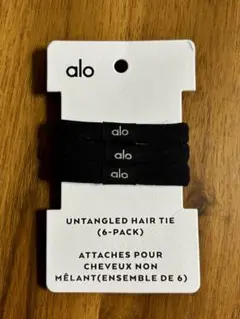 alo
alo
alo
alo
UNTANGLED HAIR TIE
(6-PACK)
ATTACHES POUR
CHEVEUX NON
MÊLANT(ENSEMBLE DE 6)